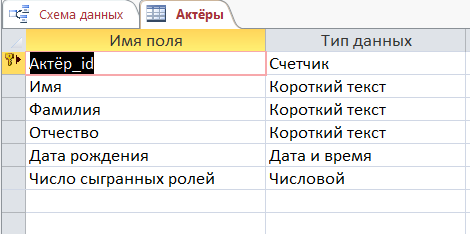 Схема данных Актёры
Имя поля Тип данных
Актёр_id Счетчик
Имя Короткий текст
Фамилия Короткий текст
Отчество Короткий текст
Дата рождения Дата и время
Число сыгранных ролей Числовой